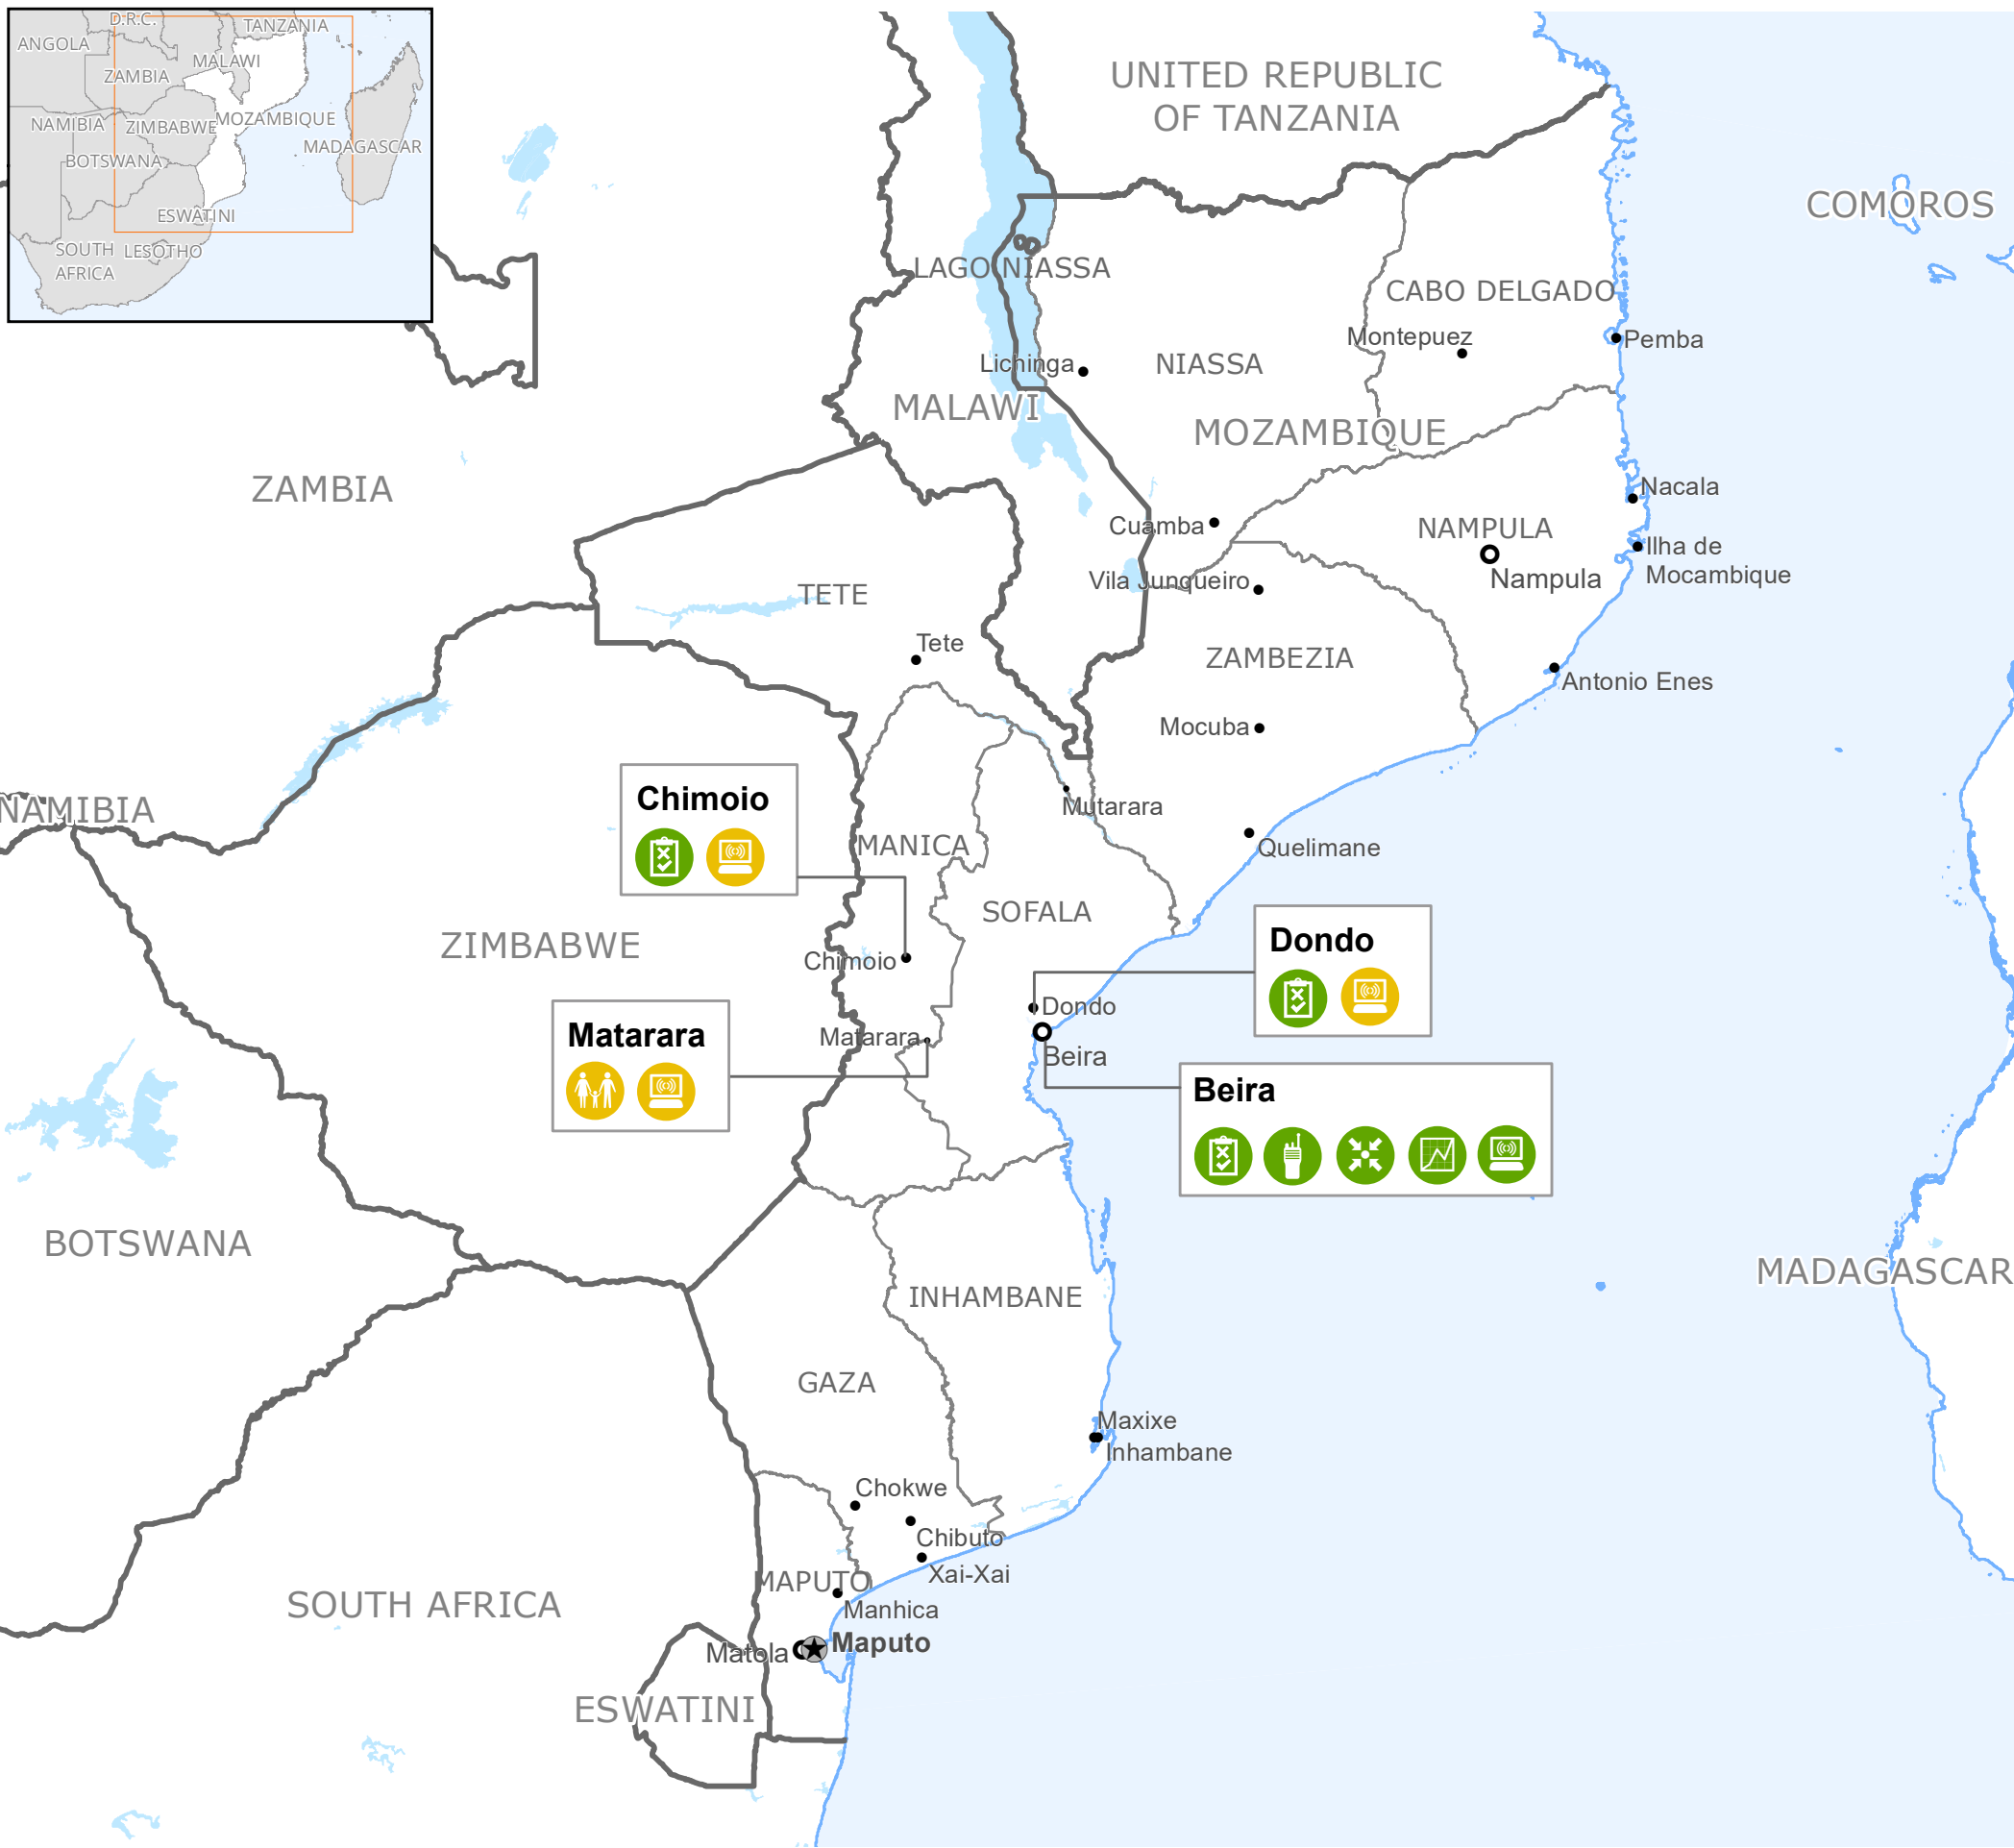 D.R.C.
TANZANIA
ANGOLA
MALAWI
ZAMBIA
MOZAMBIQUE
NAMIBIA
ZIMBABWE
MADAGASCAR
BOTSWANA
ESWATINI
SOUTH
AFRICA
LESOTHO
UNITED REPUBLIC
OF TANZANIA
COMOROS
LAGO NIASSA
CABO DELGADO
Montepuez
Pemba
Lichinga
NIASSA
MALAWI
MOZAMBIQUE
ZAMBIA
Nacala
Cuamba
NAMPULA
Ilha de
Mocambique
Nampula
Vila Junqueiro
TETE
Tete
ZAMBEZIA
Antonio Enes
Mocuba
NAMIBIA
Chimoio
Mutarara
MANICA
Quelimane
SOFALA
ZIMBABWE
Dondo
Chimoio
Dondo
Matarara
Matarara
Beira
Beira
BOTSWANA
MADAGASCAR
INHAMBANE
GAZA
Maxixe
Inhambane
Chokwe
Chibuto
Xai-Xai
MAPUTO
SOUTH AFRICA
Manhica
Maputo
Matola
ESWATINI